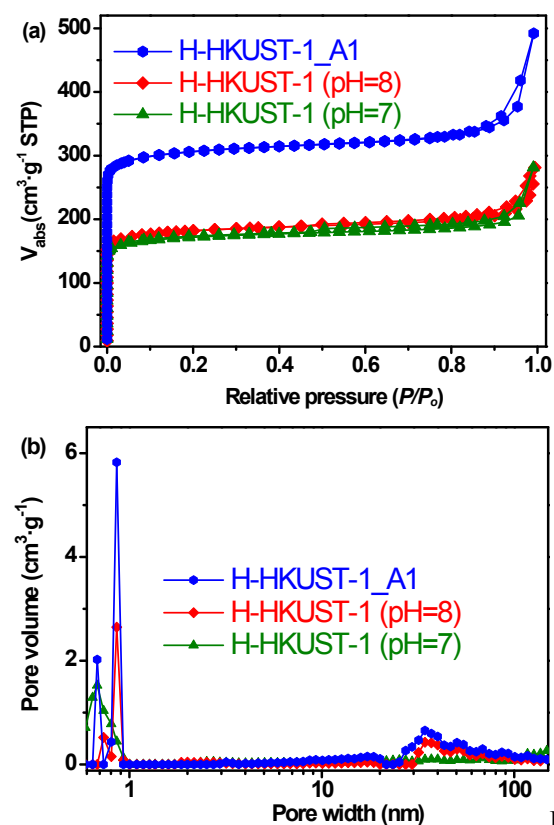 (a)
H-HKUST-1_A1
H-HKUST-1 (pH=8)
H-HKUST-1 (pH=7)
V_abs (cm³·g⁻¹ STP)
500
400
300
200
100
0
0.0 0.2 0.4 0.6 0.8 1.0
Relative pressure (P/Pₒ)
(b)
H-HKUST-1_A1
H-HKUST-1 (pH=8)
H-HKUST-1 (pH=7)
Pore volume (cm³·g⁻¹)
6
4
2
0
1 10 100
Pore width (nm)